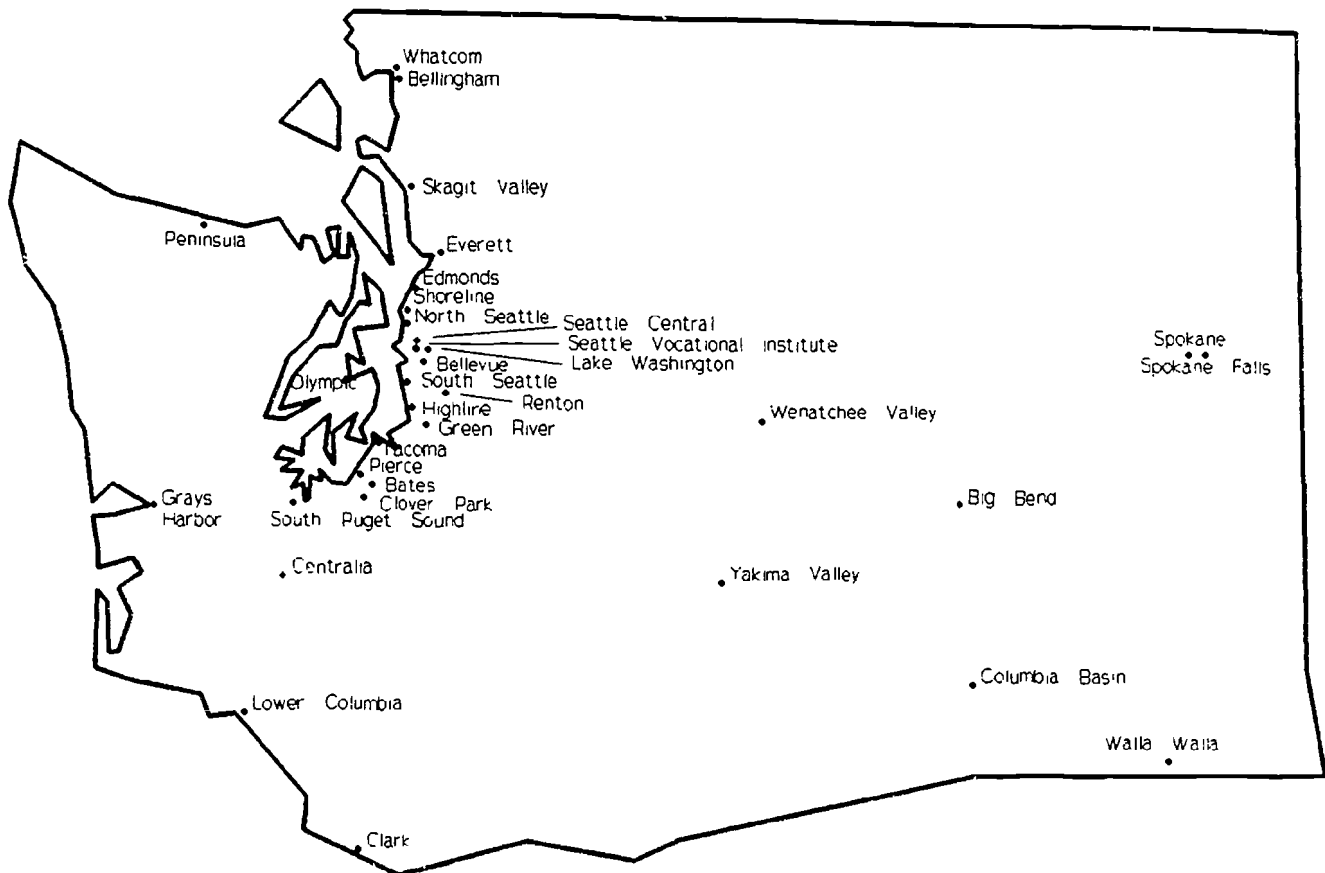 Whatcom
Bellingham
Skagit Valley
Peninsula
Everett
Edmonds
Shoreline
North Seattle
Seattle Central
Seattle Vocational Institute
Lake Washington
Bellevue
Spokane
Spokane Falls
Olympic
South Seattle
Renton
Highline
Green River
Wenatchee Valley
Tacoma
Pierce
Bates
Clover Park
Grays
Harbor
South Puget Sound
Big Bend
Centralia
Yakima Valley
Columbia Basin
Lower Columbia
Walla Walla
Clark